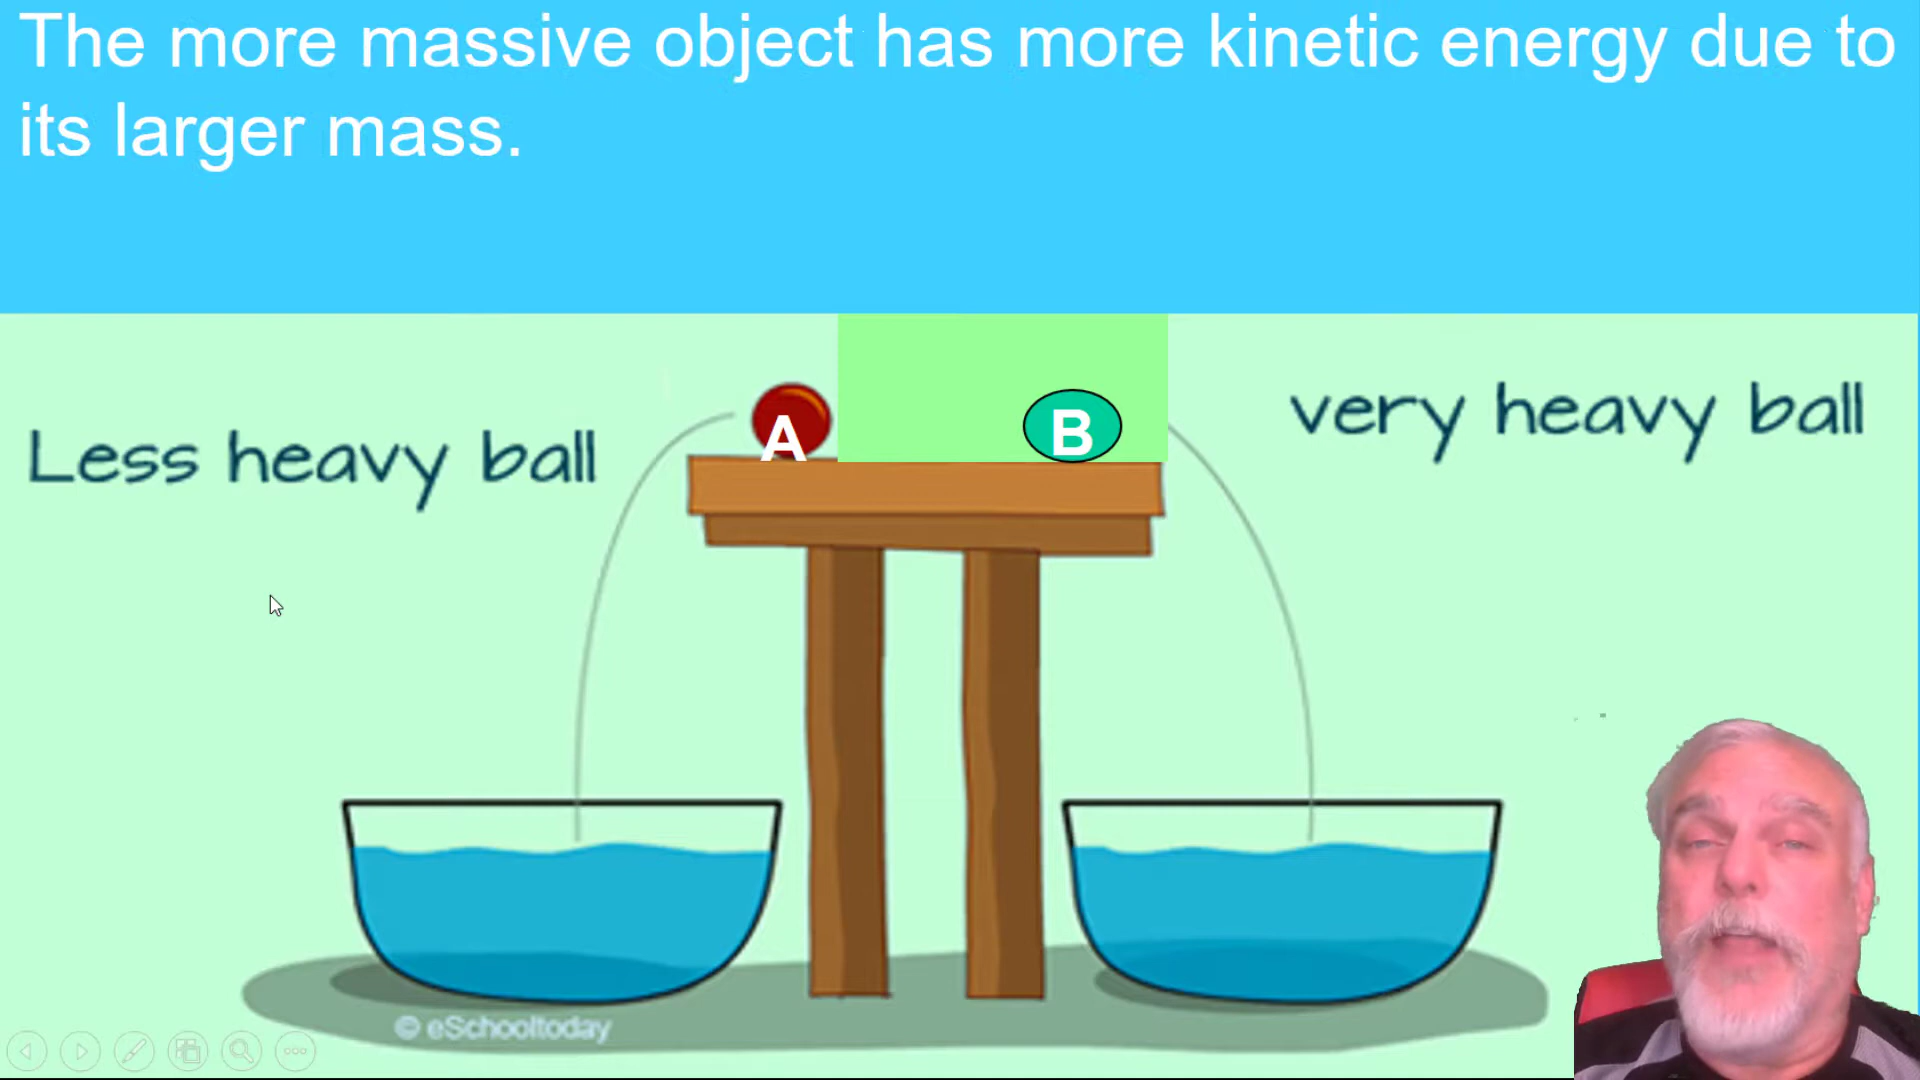 The more massive object has more kinetic energy due to
its larger mass.
Less heavy ball
A
B
very heavy ball
© eSchooltoday